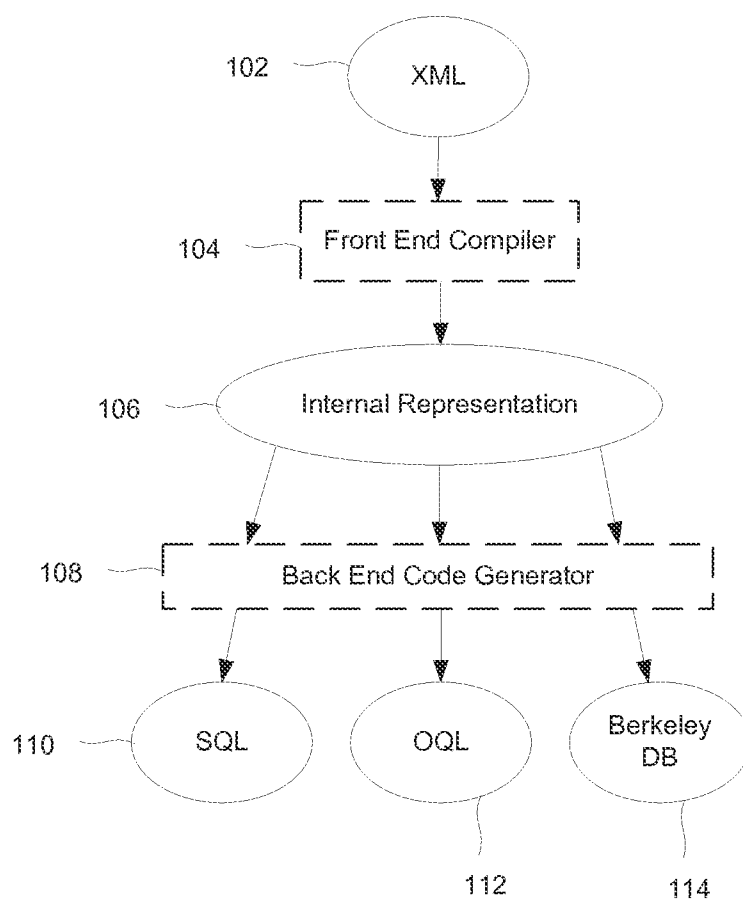 102
XML
104
Front End Compiler
106
Internal Representation
108
Back End Code Generator
110
SQL
OQL
Berkeley
DB
112
114